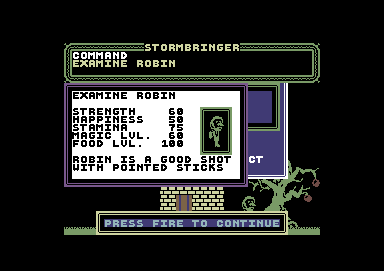 STORMBRINGER
COMMAND
EXAMINE ROBIN
EXAMINE ROBIN
STRENGTH 60
HAPPINESS 50
STAMINA 75
MAGIC LVL. 60
FOOD LVL. 100
ROBIN IS A GOOD SHOT
WITH POINTED STICKS
CT
PRESS FIRE TO CONTINUE